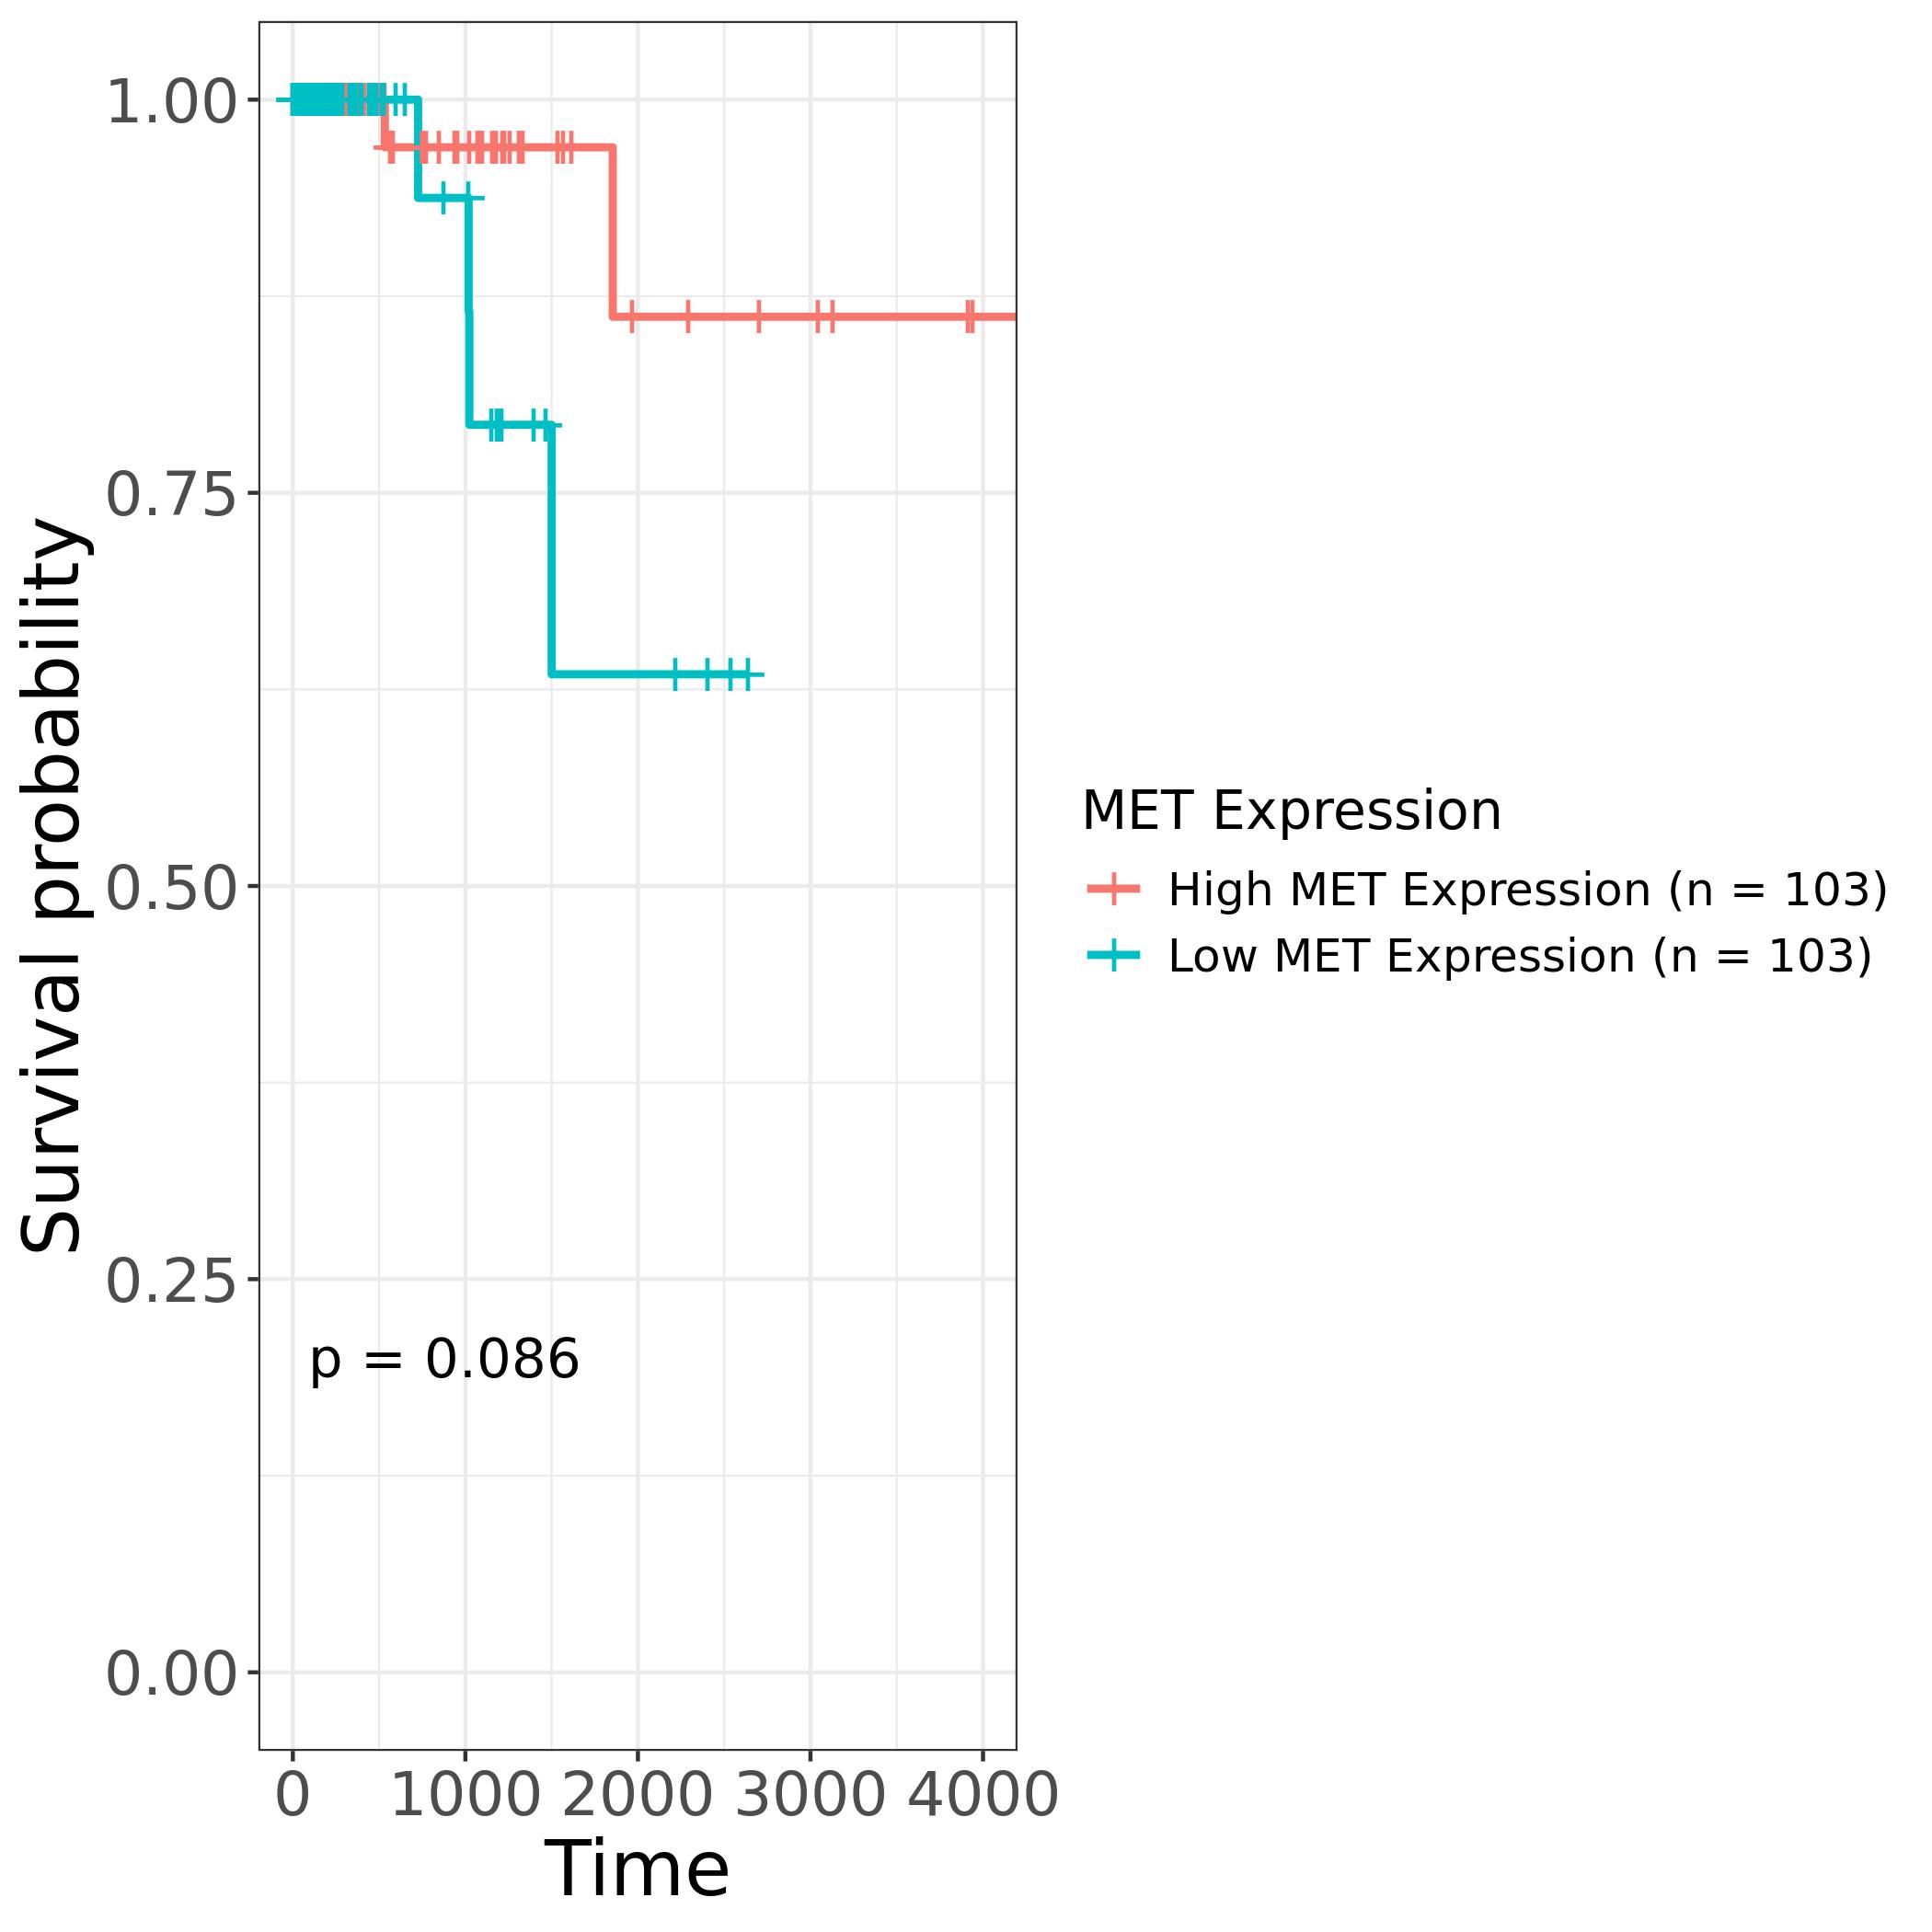 Survival probability
1.00
0.75
0.50
0.25
0.00
p = 0.086
0 1000 2000 3000 4000
Time
MET Expression
High MET Expression (n = 103)
Low MET Expression (n = 103)